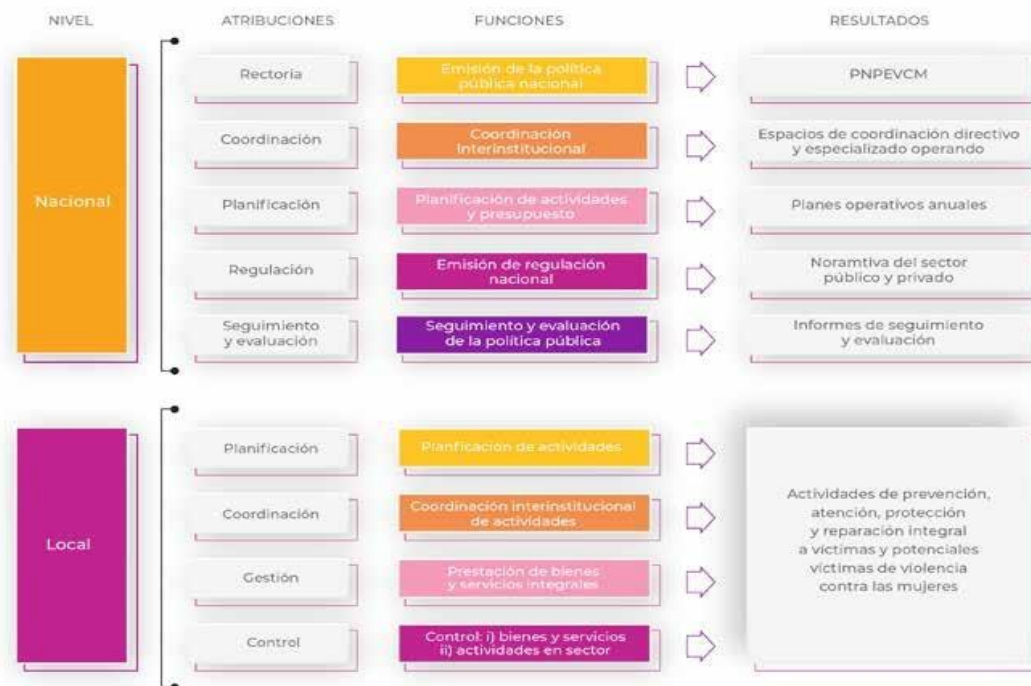 NIVEL ATRIBUCIONES FUNCIONES RESULTADOS
Nacional
Rectoria
Emisión de la política
pública nacional
PNPEVCM
Coordinación
Coordinación
Interinstitucional
Espacios de coordinación directivo
y especializado operando
Planificación
Planificación de actividades
y presupuesto
Planes operativos anuales
Regulación
Emisión de regulación
nacional
Noramtiva del sector
público y privado
Seguimiento
y evaluación
Seguimiento y evaluación
de la política pública
Informes de seguimiento
y evaluación
Local
Planificación
Planficación de actividades
Coordinación
Coordinación interinstitucional
de actividades
Gestión
Prestación de bienes
y servicios integrales
Control
Control: i) bienes y servicios
ii) actividades en sector
Actividades de prevención,
atención, protección
y reparación integral
a víctimas y potenciales
víctimas de violencia
contra las mujeres